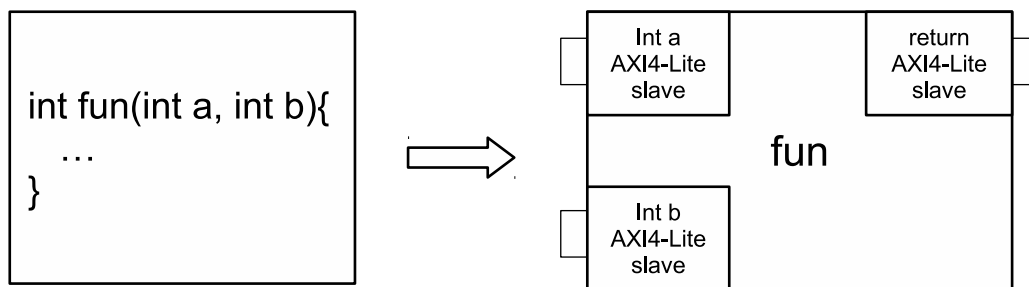 int fun(int a, int b){
...
}
Int a
AXI4-Lite
slave
return
AXI4-Lite
slave
fun
Int b
AXI4-Lite
slave